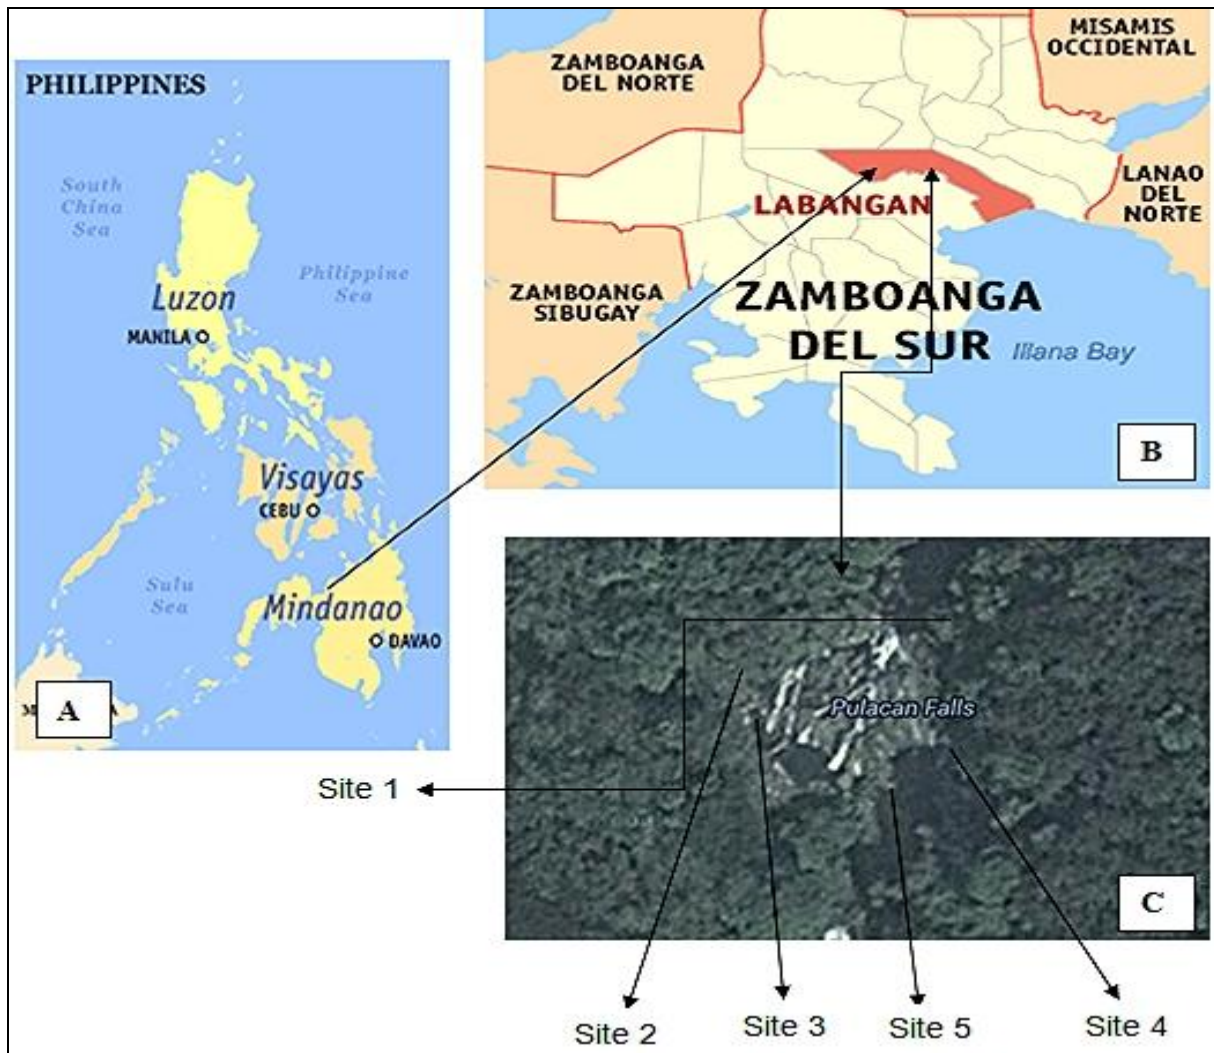 PHILIPPINES
South
China
Sea
Philippine
Sea
Luzon
MANILA
Visayas
CEBU
Sulu
Sea
Mindanao
DAVAO
A
ZAMBOANGA
DEL NORTE
MISAMIS
OCCIDENTAL
LANAO
DEL
NORTE
LABANGAN
ZAMBOANGA
SIBUGAY
ZAMBOANGA
DEL SUR
Illana Bay
B
Pulacan Falls
C
Site 1
Site 2
Site 3
Site 5
Site 4